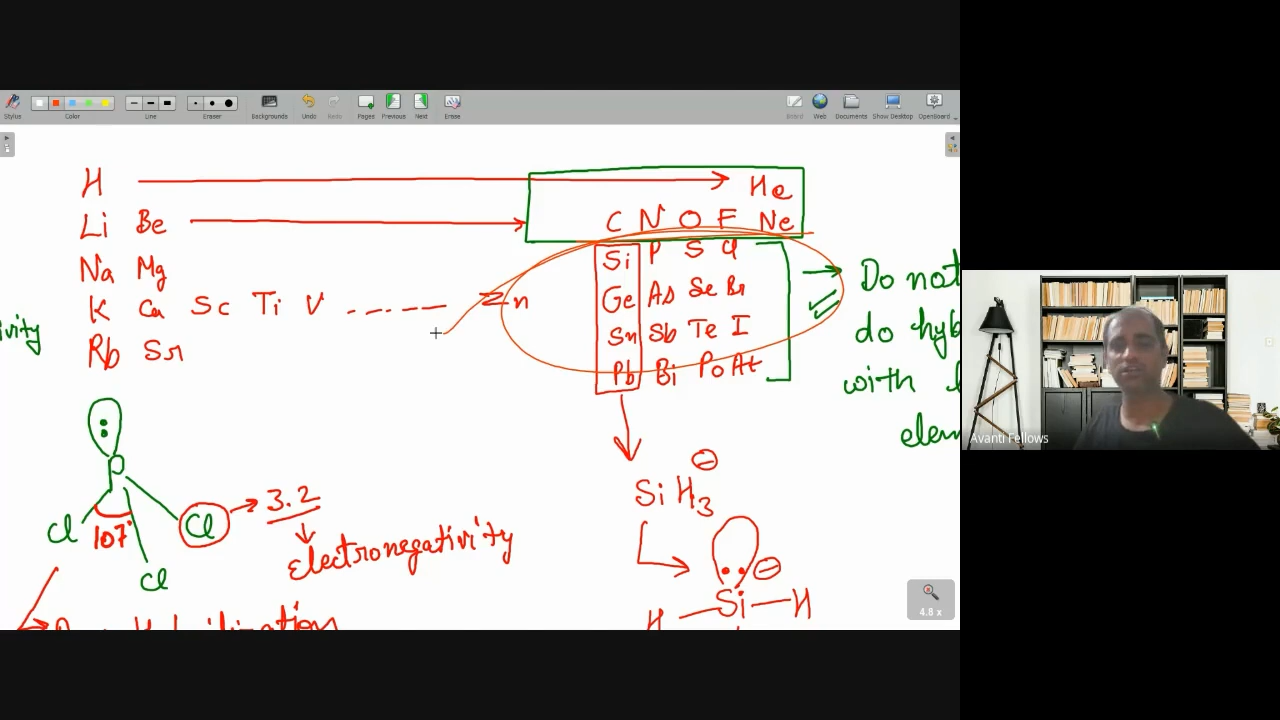 Stylus Color Line Eraser Backgrounds Undo Redo Pages Previous Next Erase Board Web Documents Show Desktop OpenBoard
H He
Li Be C N O F Ne
Na Mg Si P S Cl
K Ca Sc Ti V ------ Zn Ge As Se Br
Rb Sr Sn Sb Te I
Pb Bi Po At
Do not
do hyb
with
elem
ivity
SiH3 ⊖
P
Cl Cl Cl
107°
3.2
electronegativity
⊖
H Si H
4.8 x
Avanti Fellows